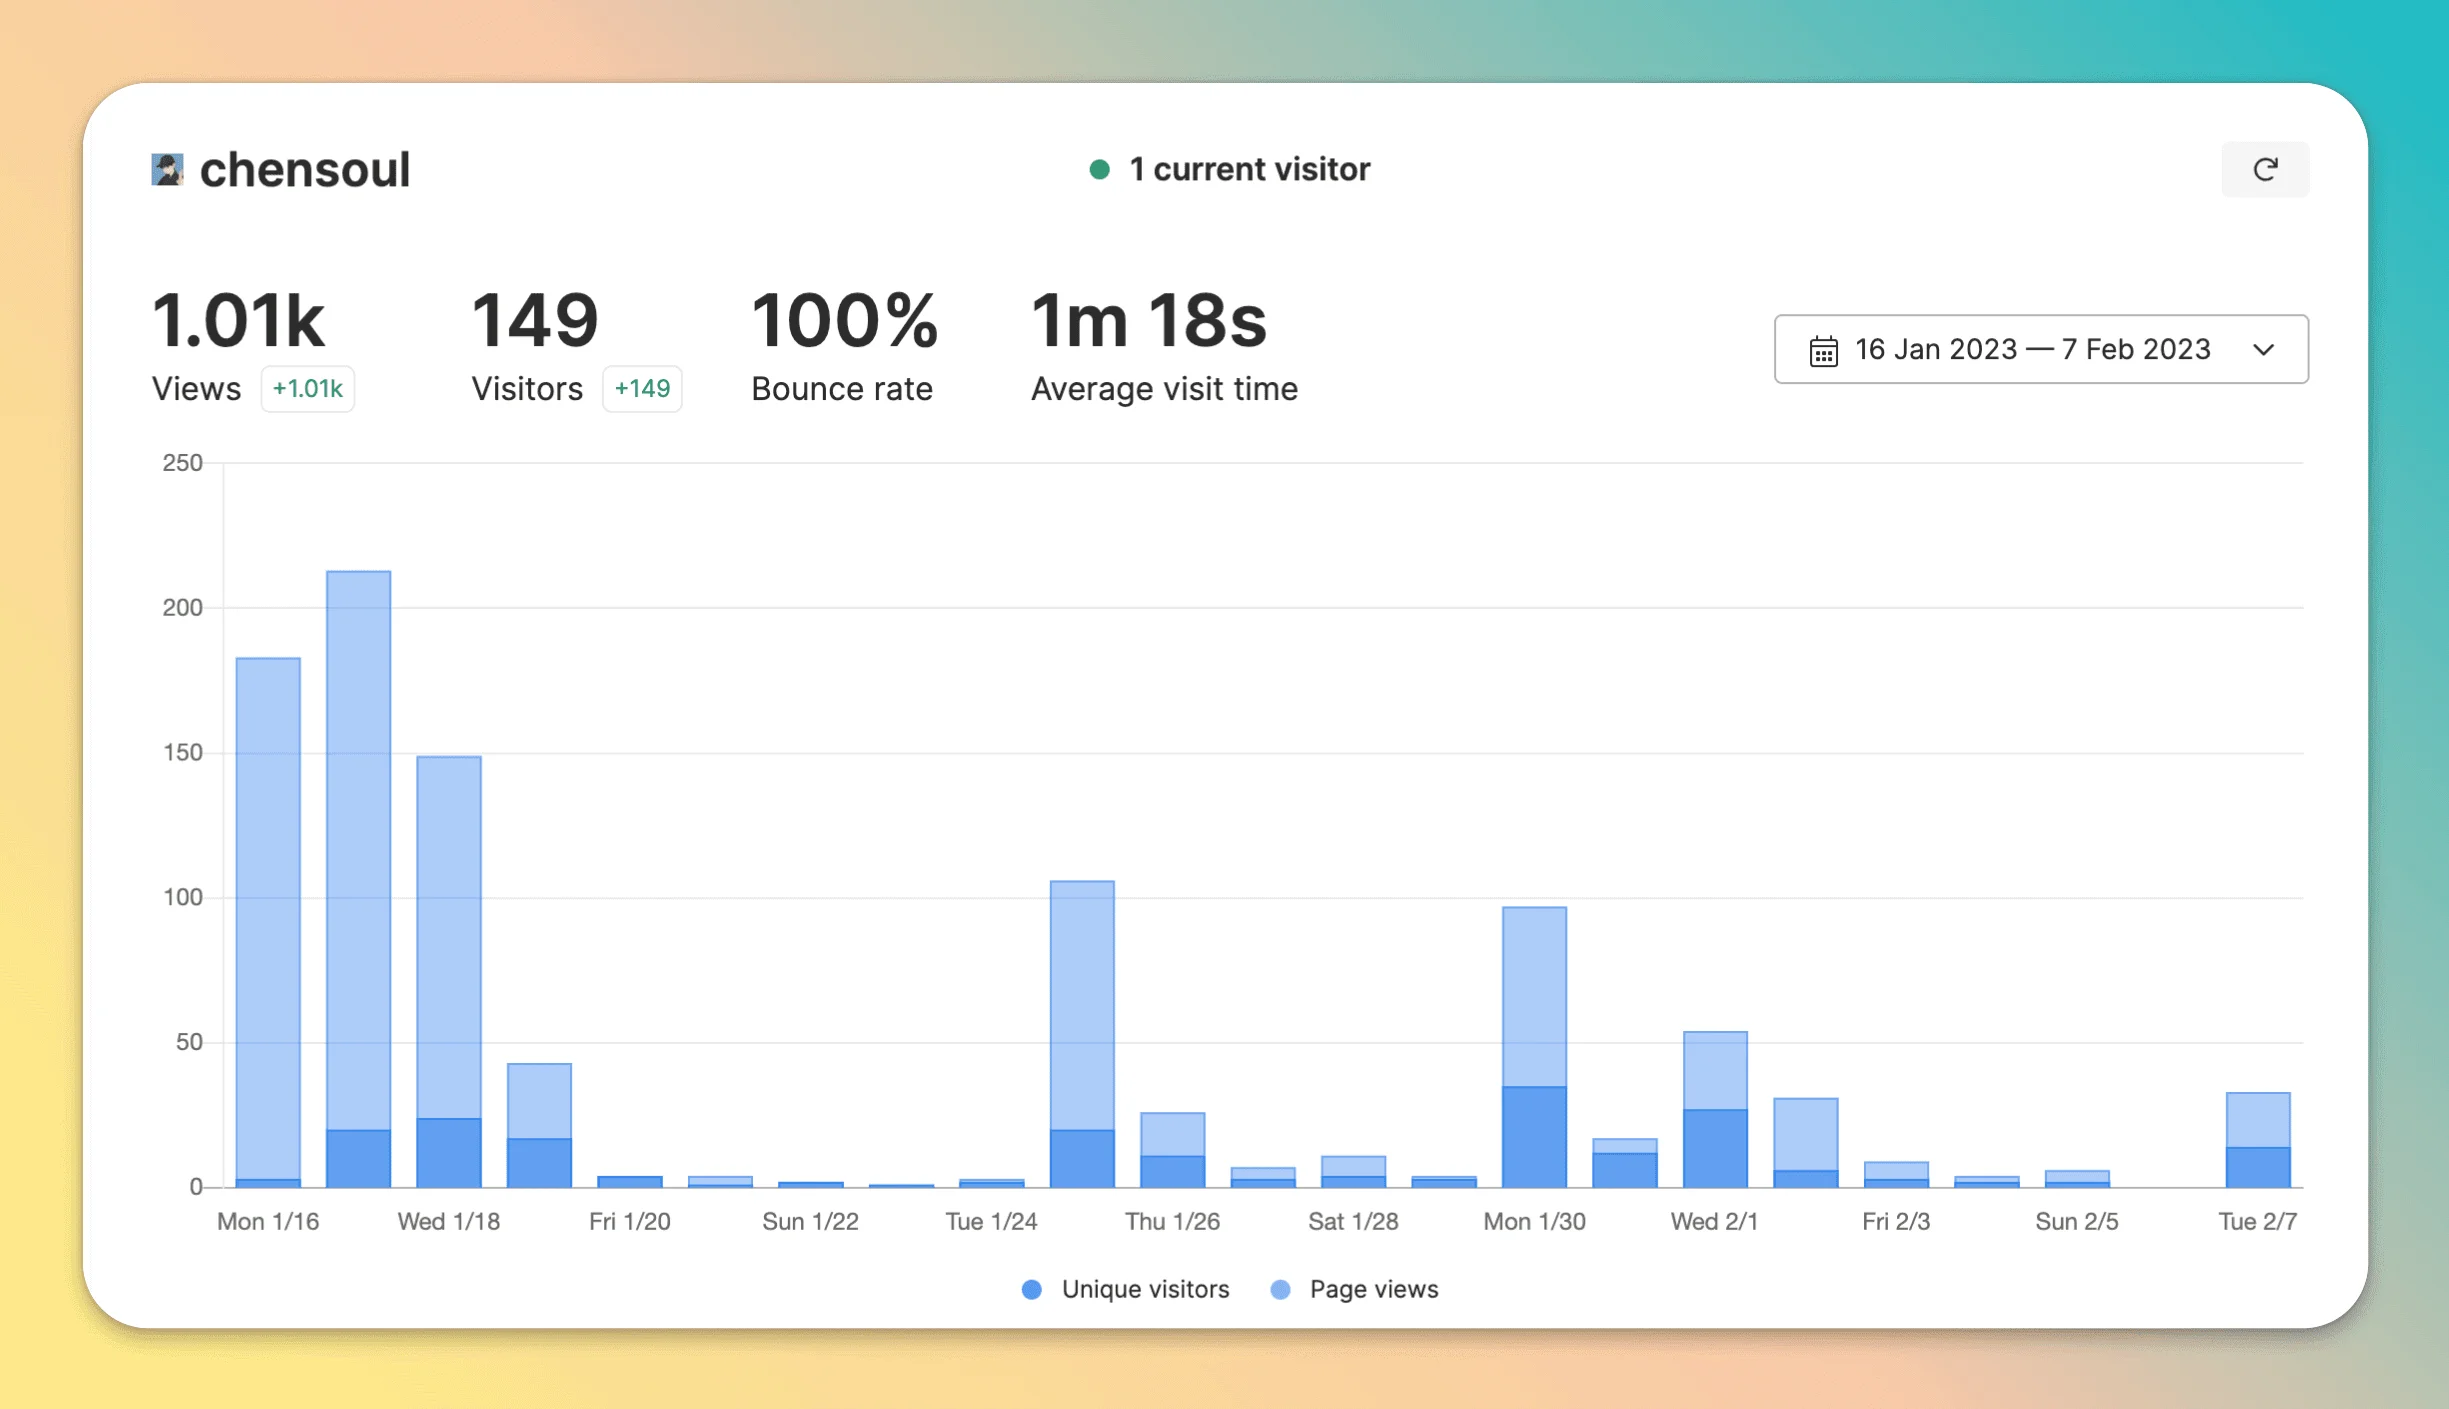 chensoul
1 current visitor
1.01k
Views +1.01k
149
Visitors +149
100%
Bounce rate
1m 18s
Average visit time
16 Jan 2023 — 7 Feb 2023
250
200
150
100
50
0
Mon 1/16 Wed 1/18 Fri 1/20 Sun 1/22 Tue 1/24 Thu 1/26 Sat 1/28 Mon 1/30 Wed 2/1 Fri 2/3 Sun 2/5 Tue 2/7
Unique visitors Page views